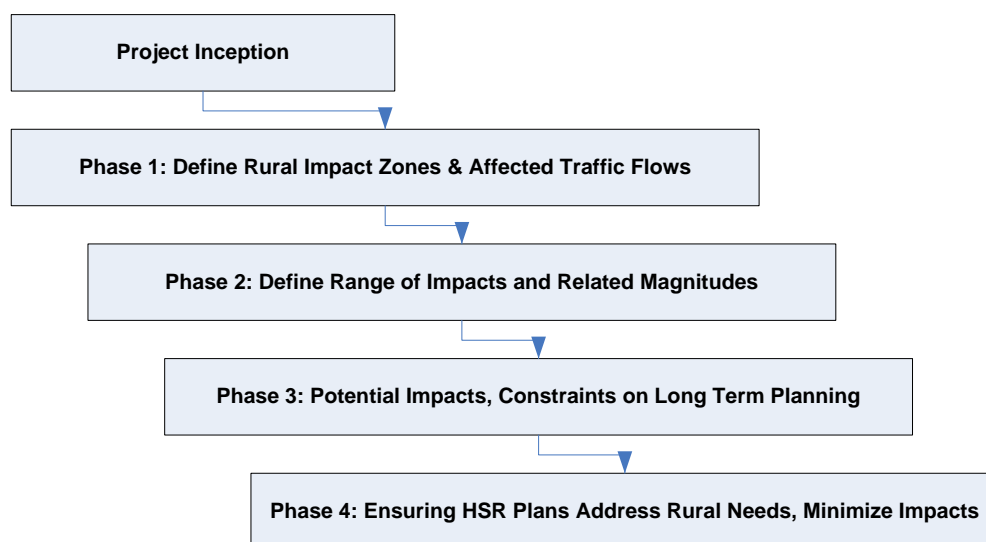 Project Inception
Phase 1: Define Rural Impact Zones & Affected Traffic Flows
Phase 2: Define Range of Impacts and Related Magnitudes
Phase 3: Potential Impacts, Constraints on Long Term Planning
Phase 4: Ensuring HSR Plans Address Rural Needs, Minimize Impacts